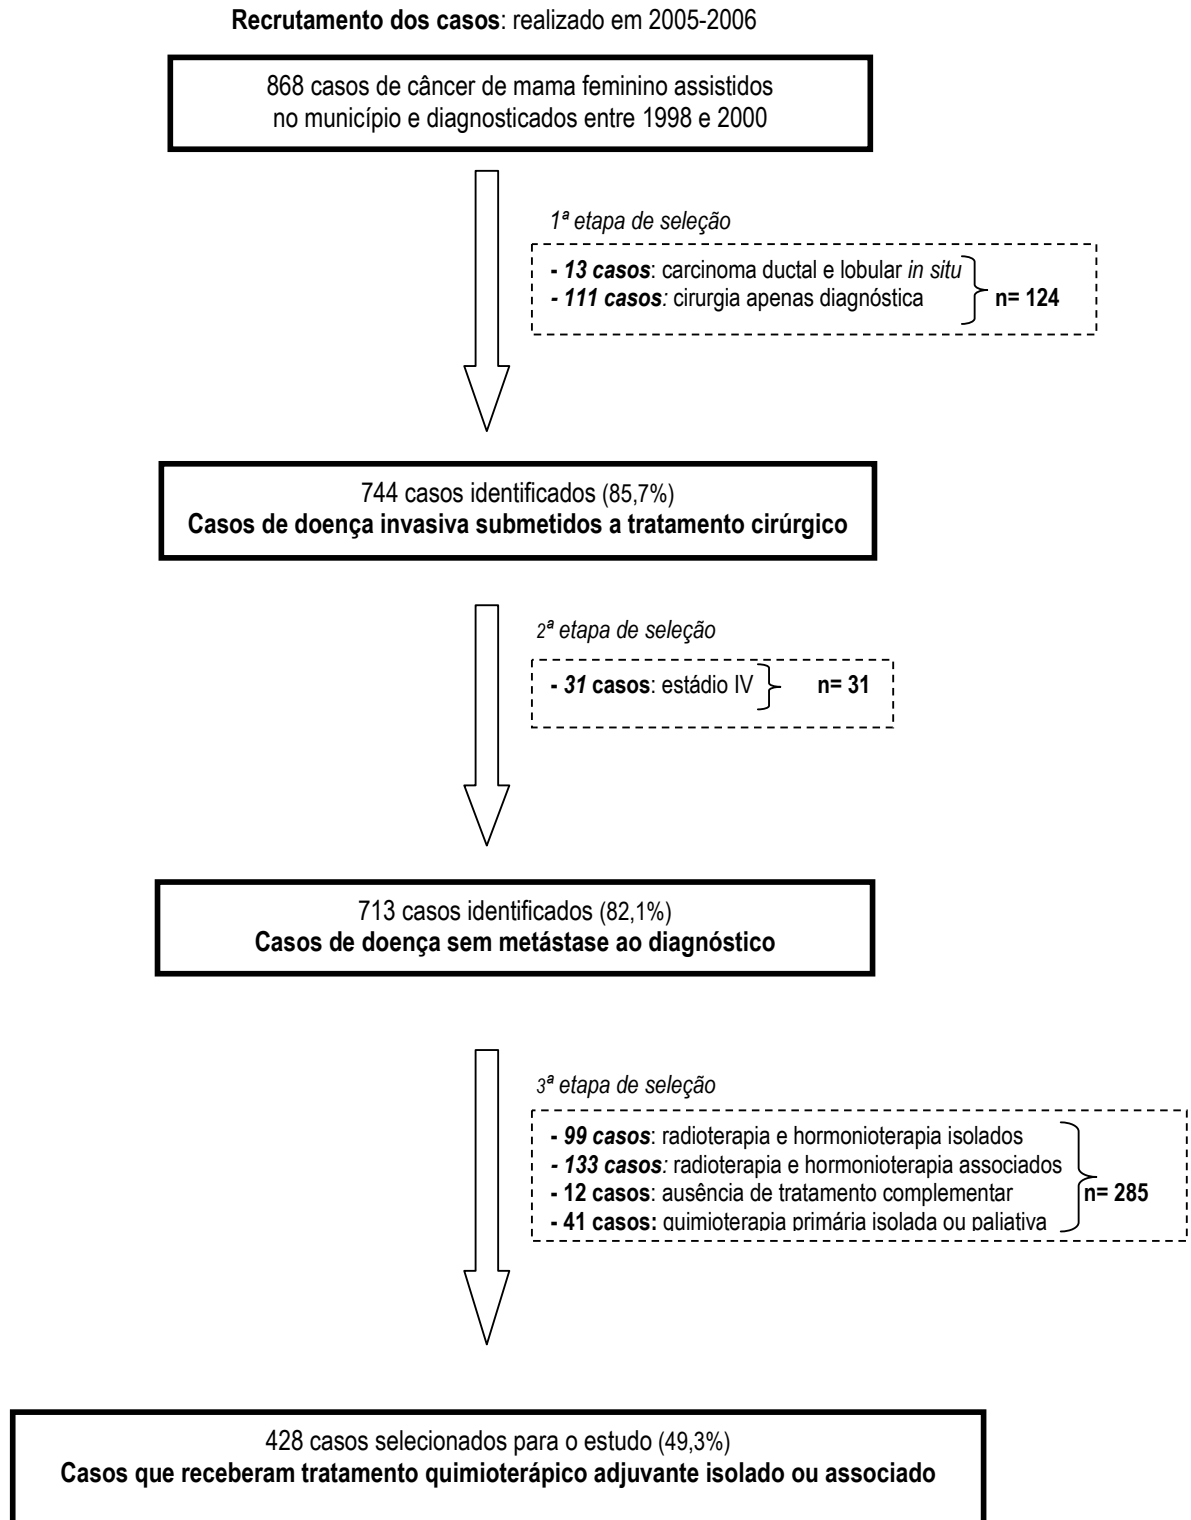 Recrutamento dos casos: realizado em 2005-2006
868 casos de câncer de mama feminino assistidos
no município e diagnosticados entre 1998 e 2000
1ª etapa de seleção
- 13 casos: carcinoma ductal e lobular in situ
- 111 casos: cirurgia apenas diagnóstica
n= 124
744 casos identificados (85,7%)
Casos de doença invasiva submetidos a tratamento cirúrgico
2ª etapa de seleção
- 31 casos: estádio IV
n= 31
713 casos identificados (82,1%)
Casos de doença sem metástase ao diagnóstico
3ª etapa de seleção
- 99 casos: radioterapia e hormonioterapia isolados
- 133 casos: radioterapia e hormonioterapia associados
- 12 casos: ausência de tratamento complementar
- 41 casos: quimioterapia primária isolada ou paliativa
n= 285
428 casos selecionados para o estudo (49,3%)
Casos que receberam tratamento quimioterápico adjuvante isolado ou associado